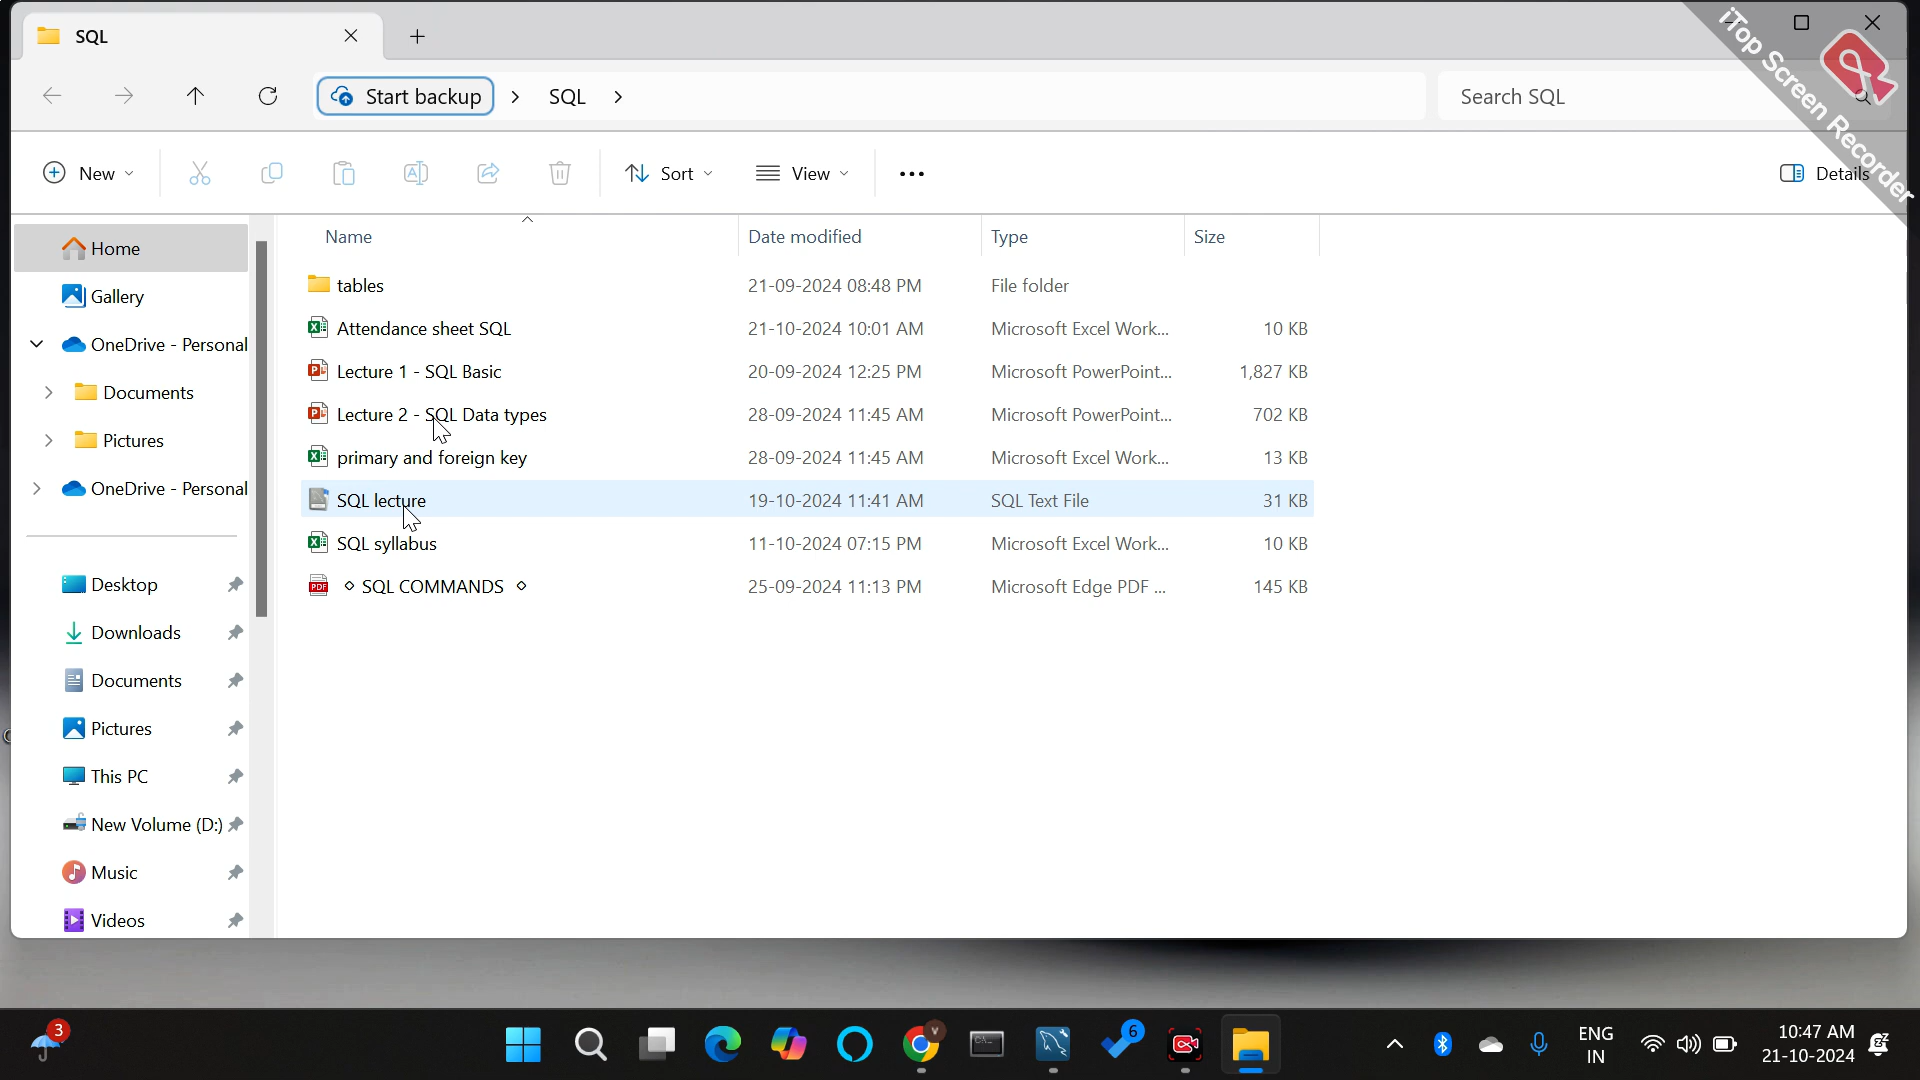 SQL
Start backup > SQL >
Search SQL
iTop Screen Recorder
New
Sort
View
Details
Name Date modified Type Size
tables 21-09-2024 08:48 PM File folder
Attendance sheet SQL 21-10-2024 10:01 AM Microsoft Excel Work... 10 KB
Lecture 1 - SQL Basic 20-09-2024 12:25 PM Microsoft PowerPoint... 1,827 KB
Lecture 2 - SQL Data types 28-09-2024 11:45 AM Microsoft PowerPoint... 702 KB
primary and foreign key 28-09-2024 11:45 AM Microsoft Excel Work... 13 KB
SQL lecture 19-10-2024 11:41 AM SQL Text File 31 KB
SQL syllabus 11-10-2024 07:15 PM Microsoft Excel Work... 10 KB
◇ SQL COMMANDS ◇ 25-09-2024 11:13 PM Microsoft Edge PDF ... 145 KB
Home
Gallery
OneDrive - Personal
Documents
Pictures
OneDrive - Personal
Desktop
Downloads
Documents
Pictures
This PC
New Volume (D:)
Music
Videos
3
V
6
ENG
IN
10:47 AM
21-10-2024